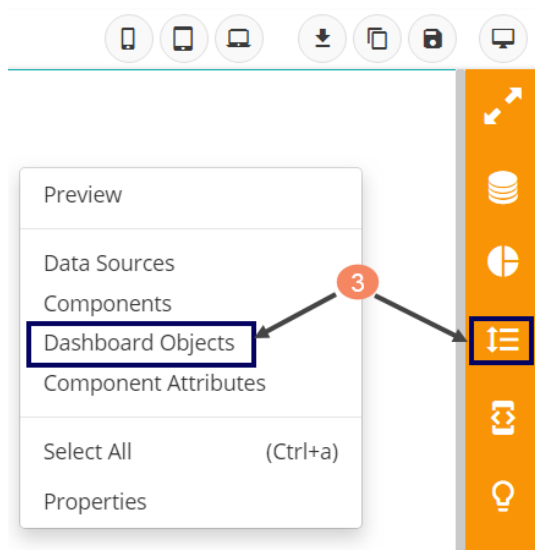 Preview
Data Sources
3
Components
Dashboard Objects
Component Attributes
Select All (Ctrl+a)
Properties